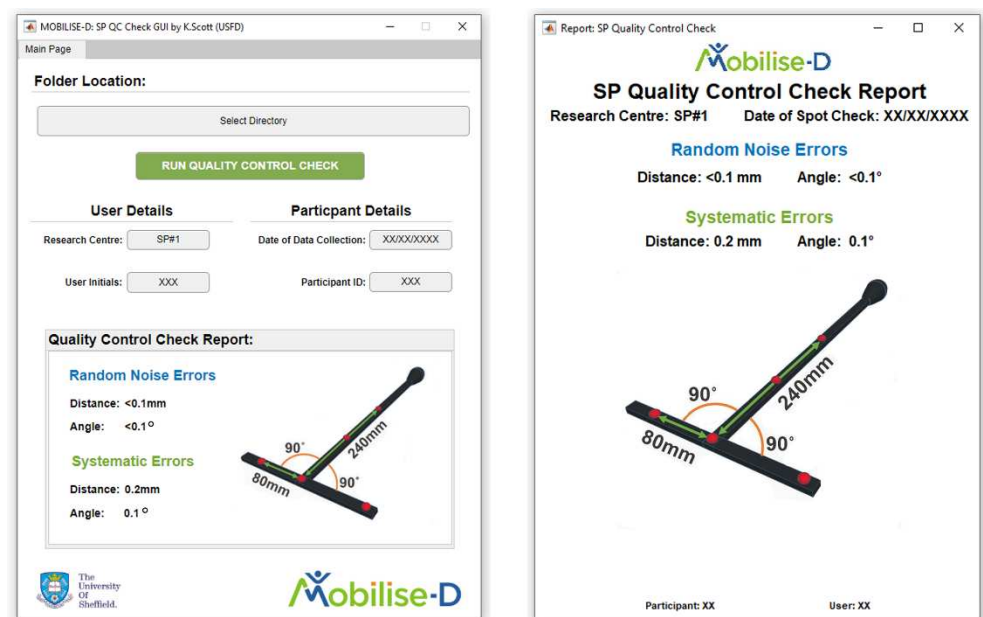 MOBILISE-D: SP QC Check GUI by K.Scott (USFD)
Main Page
Folder Location:
Select Directory
RUN QUALITY CONTROL CHECK
User Details
Particpant Details
Research Centre: SP#1
Date of Data Collection: XX/XX/XXXX
User Initials: XXX
Participant ID: XXX
Quality Control Check Report:
Random Noise Errors
Distance: <0.1mm
Angle: <0.1°
Systematic Errors
Distance: 0.2mm
Angle: 0.1°
90°
240mm
80mm
90°
The
University
Of
Sheffield.
Mobilise-D
Report: SP Quality Control Check
Mobilise-D
SP Quality Control Check Report
Research Centre: SP#1 Date of Spot Check: XX/XX/XXXX
Random Noise Errors
Distance: <0.1 mm Angle: <0.1°
Systematic Errors
Distance: 0.2 mm Angle: 0.1°
90°
240mm
80mm
90°
Participant: XX User: XX